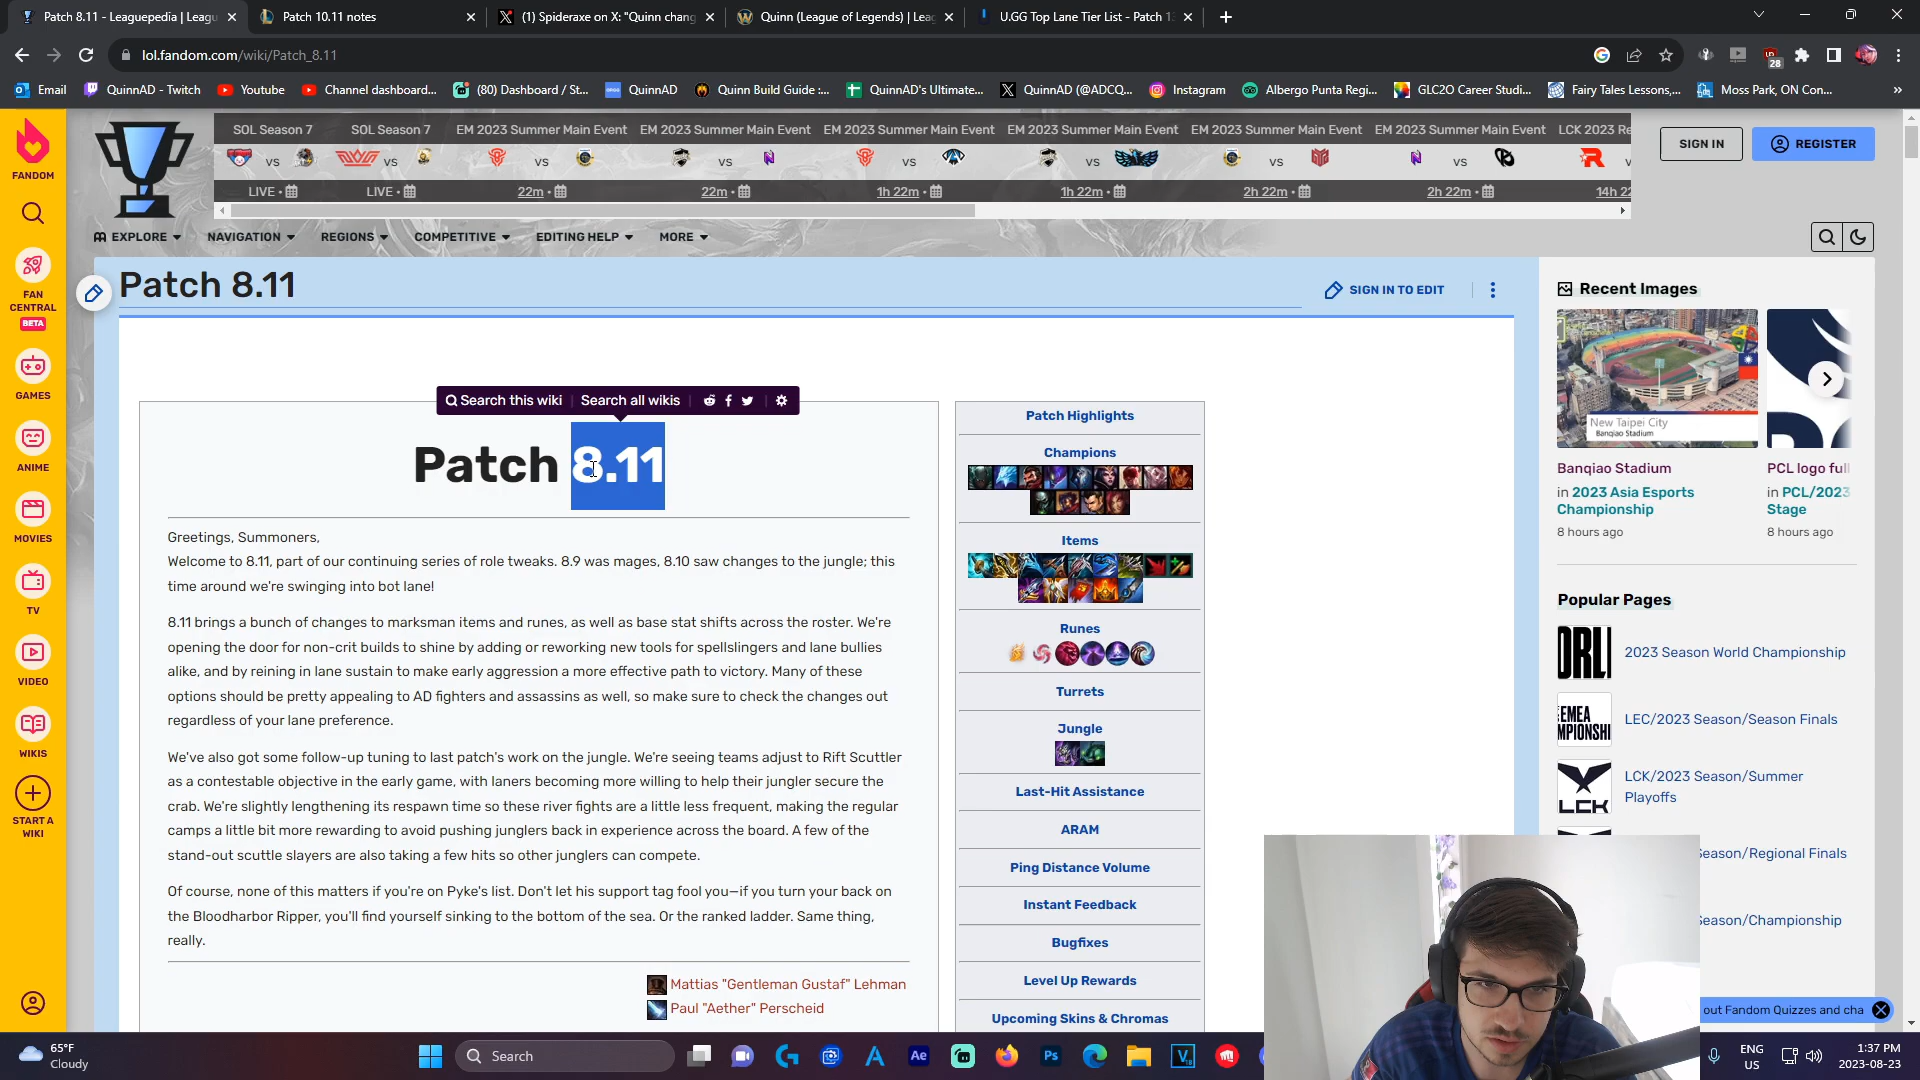 Patch 8.11 - Leaguepedia | Leagu
Patch 10.11 notes
(1) Spideraxe on X: "Quinn chang
Quinn (League of Legends) | Leag
U.GG Top Lane Tier List - Patch 1
lol.fandom.com/wiki/Patch_8.11
28
Email
QuinnAD - Twitch
Youtube
Channel dashboard...
(80) Dashboard / St...
QuinnAD
Quinn Build Guide :...
QuinnAD's Ultimate...
QuinnAD (@ADCQ...
Instagram
Albergo Punta Regi...
GLC2O Career Studi...
Fairy Tales Lessons,...
Moss Park, ON Con...
FANDOM
FAN CENTRAL
BETA
GAMES
ANIME
MOVIES
TV
VIDEO
WIKIS
START A WIKI
SOL Season 7
SOL Season 7
EM 2023 Summer Main Event
EM 2023 Summer Main Event
EM 2023 Summer Main Event
EM 2023 Summer Main Event
EM 2023 Summer Main Event
EM 2023 Summer Main Event
LCK 2023 Re
vs
vs
vs
vs
vs
vs
vs
vs
LIVE •
LIVE •
22m •
22m •
1h 22m •
1h 22m •
2h 22m •
2h 22m •
14h 22
SIGN IN
REGISTER
EXPLORE
NAVIGATION
REGIONS
COMPETITIVE
EDITING HELP
MORE
Patch 8.11
SIGN IN TO EDIT
Search this wiki
Search all wikis
Patch 8.11
Greetings, Summoners,
Welcome to 8.11, part of our continuing series of role tweaks. 8.9 was mages, 8.10 saw changes to the jungle; this
time around we're swinging into bot lane!
8.11 brings a bunch of changes to marksman items and runes, as well as base stat shifts across the roster. We're
opening the door for non-crit builds to shine by adding or reworking new tools for spellslingers and lane bullies
alike, and by reining in lane sustain to make early aggression a more effective path to victory. Many of these
options should be pretty appealing to AD fighters and assassins as well, so make sure to check the changes out
regardless of your lane preference.
We've also got some follow-up tuning to last patch's work on the jungle. We're seeing teams adjust to Rift Scuttler
as a contestable objective in the early game, with laners becoming more willing to help their jungler secure the
crab. We're slightly lengthening its respawn time so these river fights are a little less frequent, making the regular
camps a little bit more rewarding to avoid pushing junglers back in experience across the board. A few of the
stand-out scuttle slayers are also taking a few hits so other junglers can compete.
Of course, none of this matters if you're on Pyke's list. Don't let his support tag fool you—if you turn your back on
the Bloodharbor Ripper, you'll find yourself sinking to the bottom of the sea. Or the ranked ladder. Same thing,
really.
Mattias "Gentleman Gustaf" Lehman
Paul "Aether" Perscheid
Patch Highlights
Champions
Items
Runes
Turrets
Jungle
Last-Hit Assistance
ARAM
Ping Distance Volume
Instant Feedback
Bugfixes
Level Up Rewards
Upcoming Skins & Chromas
Recent Images
New Taipei City
Banqiao Stadium
Banqiao Stadium
in 2023 Asia Esports
Championship
8 hours ago
PCL logo full
in PCL/2023
Stage
8 hours ago
Popular Pages
2023 Season World Championship
LEC/2023 Season/Season Finals
LCK/2023 Season/Summer
Playoffs
LCK
Season/Regional Finals
Season/Championship
out Fandom Quizzes and cha
65°F
Cloudy
Search
Ae
Ps
ENG
US
1:37 PM
2023-08-23